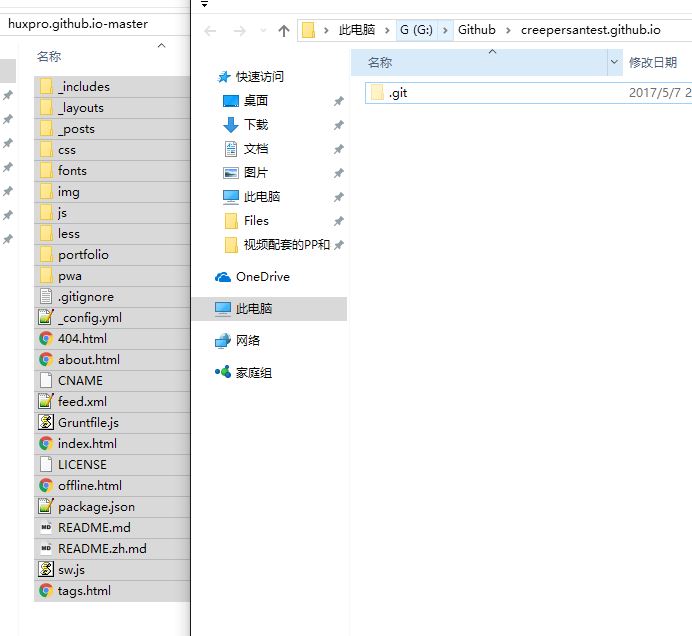 huxpro.github.io-master
名称
_includes
_layouts
_posts
css
fonts
img
js
less
portfolio
pwa
.gitignore
_config.yml
404.html
about.html
CNAME
feed.xml
Gruntfile.js
index.html
LICENSE
offline.html
package.json
README.md
README.zh.md
sw.js
tags.html
此电脑 G (G:) Github creepersantest.github.io
快速访问
桌面
下载
文档
图片
此电脑
Files
视频配套的PP和
OneDrive
此电脑
网络
家庭组
名称 修改日期
.git 2017/5/7 2